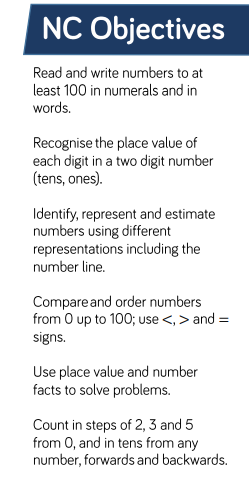 NC Objectives
Read and write numbers to at
least 100 in numerals and in
words.
Recognise the place value of
each digit in a two digit number
(tens, ones).
Identify, represent and estimate
numbers using different
representations including the
number line.
Compare and order numbers
from 0 up to 100; use <, > and =
signs.
Use place value and number
facts to solve problems.
Count in steps of 2, 3 and 5
from 0, and in tens from any
number, forwards and backwards.